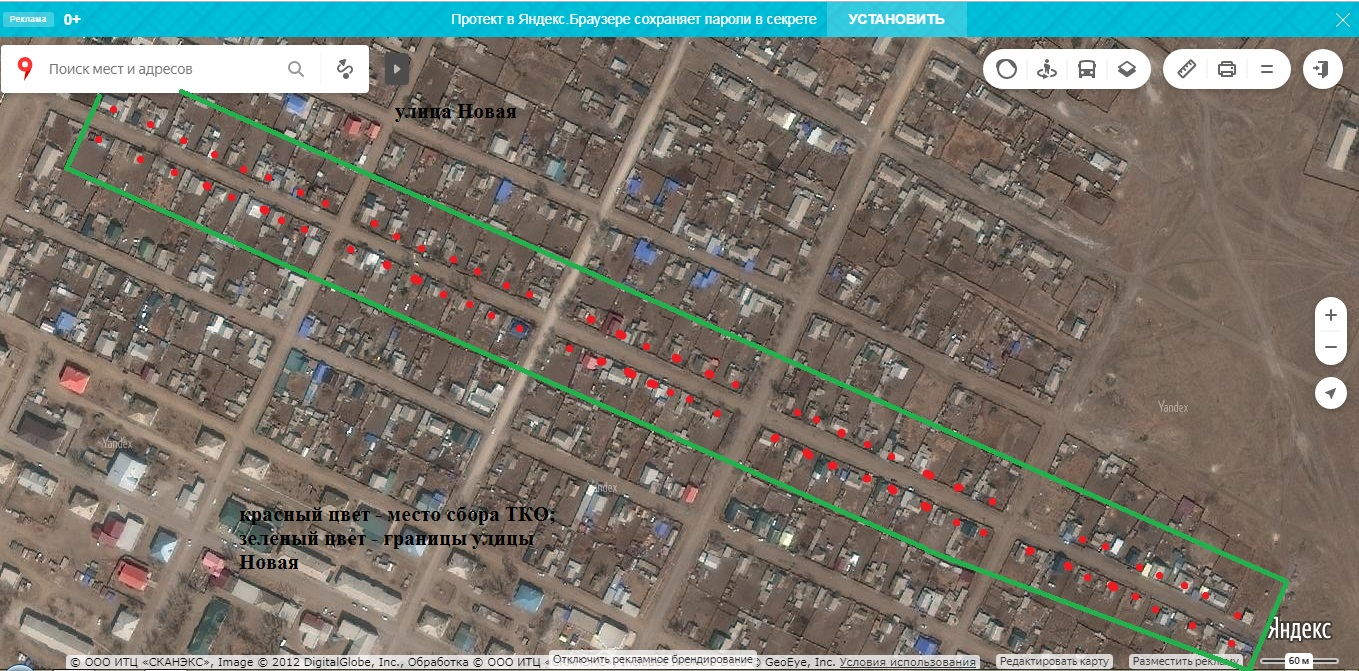 Реклама 0+ Протект в Яндекс.Браузере сохраняет пароли в секрете УСТАНОВИТЬ
Поиск мест и адресов
улица Новая
Yandex
Yandex
Yandex
красный цвет - место сбора ТКО;
зеленый цвет - границы улицы
Новая
Яндекс
© ООО ИТЦ «СКАНЭКС», Image © 2012 DigitalGlobe, Inc., Обработка © ООО ИТЦ «
Отключить рекламное брендирование
GeoEye, Inc. Условия использования
Редактировать карту
Разместить рекламу
60 м